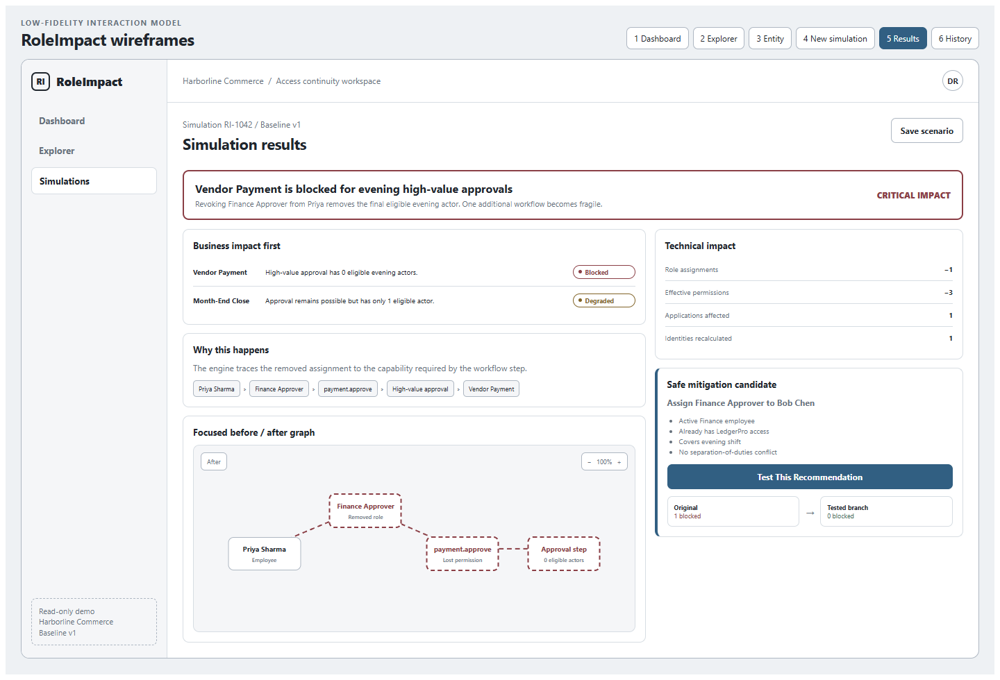 LOW-FIDELITY INTERACTION MODEL
RoleImpact wireframes
1 Dashboard
2 Explorer
3 Entity
4 New simulation
5 Results
6 History
RI RoleImpact
Dashboard
Explorer
Simulations
Read-only demo
Harborline Commerce
Baseline v1
Harborline Commerce / Access continuity workspace
DR
Simulation RI-1042 / Baseline v1
Simulation results
Save scenario
Vendor Payment is blocked for evening high-value approvals
Revoking Finance Approver from Priya removes the final eligible evening actor. One additional workflow becomes fragile.
CRITICAL IMPACT
Business impact first
Vendor Payment High-value approval has 0 eligible evening actors. Blocked
Month-End Close Approval remains possible but has only 1 eligible actor. Degraded
Why this happens
The engine traces the removed assignment to the capability required by the workflow step.
Priya Sharma > Finance Approver > payment.approve > High-value approval > Vendor Payment
Focused before / after graph
After
− 100% +
Finance Approver
Removed role
Priya Sharma
Employee
payment.approve
Lost permission
Approval step
0 eligible actors
Technical impact
Role assignments −1
Effective permissions −3
Applications affected 1
Identities recalculated 1
Safe mitigation candidate
Assign Finance Approver to Bob Chen
• Active Finance employee
• Already has LedgerPro access
• Covers evening shift
• No separation-of-duties conflict
Test This Recommendation
Original
1 blocked
→
Tested branch
0 blocked